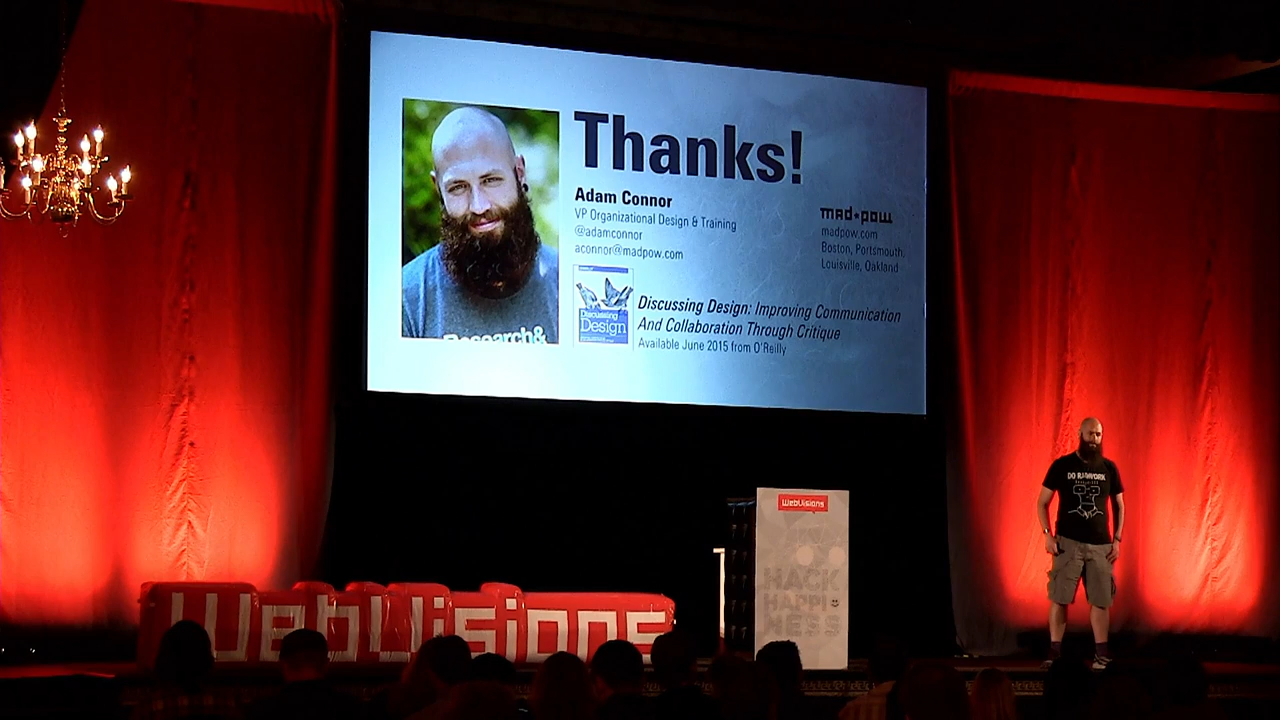 Thanks!
Adam Connor
VP Organizational Design & Training
@adamconnor
aconnor@madpow.com
mad*pow
madpow.com
Boston, Portsmouth,
Louisville, Oakland
Discussing
Design
Discussing Design: Improving Communication
And Collaboration Through Critique
Available June 2015 from O'Reilly
Research&
WebVisions
HACK
HAPPI
NESS
WebVisions